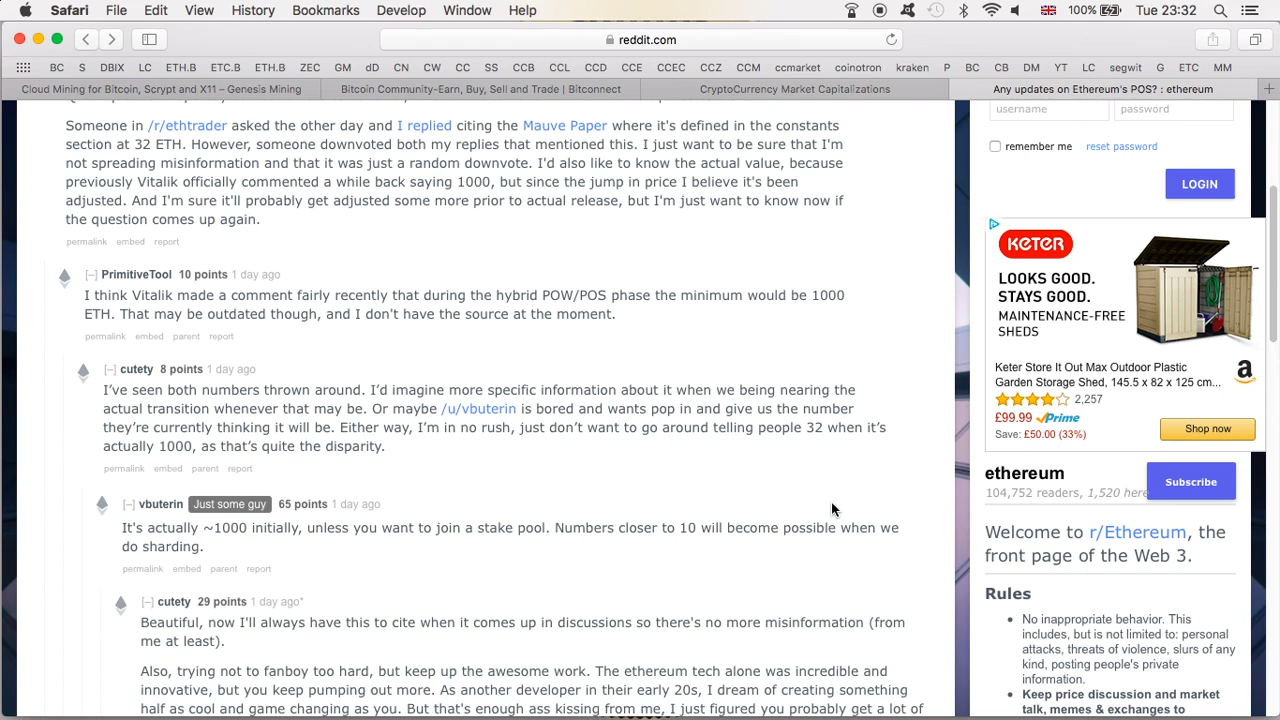 Safari File Edit View History Bookmarks Develop Window Help 100% Tue 23:32
reddit.com
BC S DBIX LC ETH.B ETC.B ETH.B ZEC GM dD CN CW CC SS CCB CCL CCD CCE CCEC CCZ CCM ccmarket coinotron kraken P BC CB DM YT LC segwit G ETC MM
Cloud Mining for Bitcoin, Scrypt and X11 – Genesis Mining
Bitcoin Community-Earn, Buy, Sell and Trade | Bitconnect
CryptoCurrency Market Capitalizations
Any updates on Ethereum's POS? : ethereum
Someone in /r/ethtrader asked the other day and I replied citing the Mauve Paper where it's defined in the constants
section at 32 ETH. However, someone downvoted both my replies that mentioned this. I just want to be sure that I'm
not spreading misinformation and that it was just a random downvote. I'd also like to know the actual value, because
previously Vitalik officially commented a while back saying 1000, but since the jump in price I believe it's been
adjusted. And I'm sure it'll probably get adjusted some more prior to actual release, but I'm just want to know now if
the question comes up again.
permalink embed report
[–] PrimitiveTool 10 points 1 day ago
I think Vitalik made a comment fairly recently that during the hybrid POW/POS phase the minimum would be 1000
ETH. That may be outdated though, and I don't have the source at the moment.
permalink embed parent report
[–] cutety 8 points 1 day ago
I've seen both numbers thrown around. I'd imagine more specific information about it when we being nearing the
actual transition whenever that may be. Or maybe /u/vbuterin is bored and wants pop in and give us the number
they're currently thinking it will be. Either way, I'm in no rush, just don't want to go around telling people 32 when it's
actually 1000, as that's quite the disparity.
permalink embed parent report
[–] vbuterin Just some guy 65 points 1 day ago
It's actually ~1000 initially, unless you want to join a stake pool. Numbers closer to 10 will become possible when we
do sharding.
permalink embed parent report
[–] cutety 29 points 1 day ago*
Beautiful, now I'll always have this to cite when it comes up in discussions so there's no more misinformation (from
me at least).
Also, trying not to fanboy too hard, but keep up the awesome work. The ethereum tech alone was incredible and
innovative, but you keep pumping out more. As another developer in their early 20s, I dream of creating something
half as cool and game changing as you. But that's enough ass kissing from me, I just figured you probably get a lot of
username password
remember me reset password
LOGIN
KETER
LOOKS GOOD.
STAYS GOOD.
MAINTENANCE-FREE
SHEDS
Keter Store It Out Max Outdoor Plastic
Garden Storage Shed, 145.5 x 82 x 125 cm...
a
2,257
£99.99 Prime
Save: £50.00 (33%)
Shop now
ethereum
104,752 readers, 1,520 here
Subscribe
Welcome to r/Ethereum, the
front page of the Web 3.
Rules
No inappropriate behavior. This
includes, but is not limited to: personal
attacks, threats of violence, slurs of any
kind, posting people's private
information.
Keep price discussion and market
talk, memes & exchanges to